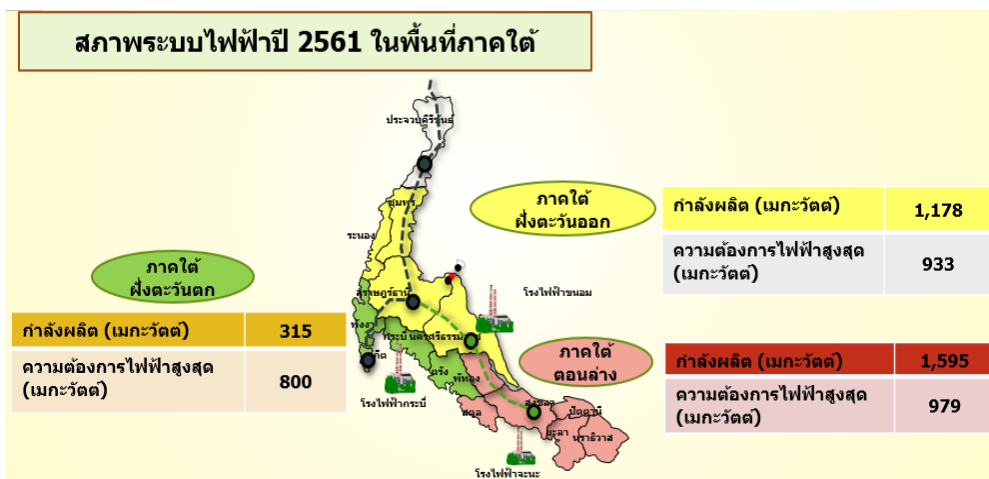 สภาพระบบไฟฟ้าปี 2561 ในพื้นที่ภาคใต้
ประจวบคีรีขันธ์
ชุมพร
ระนอง
ภาคใต้
ฝั่งตะวันออก
กำลังผลิต (เมกะวัตต์) 1,178
ความต้องการไฟฟ้าสูงสุด
(เมกะวัตต์) 933
ภาคใต้
ฝั่งตะวันตก
กำลังผลิต (เมกะวัตต์) 315
ความต้องการไฟฟ้าสูงสุด
(เมกะวัตต์) 800
สุราษฎร์ธานี
โรงไฟฟ้าขนอม
พังงา
กระบี่
นครศรีธรรม
ตรัง
พัทลุง
โรงไฟฟ้ากระบี่
ภาคใต้
ตอนล่าง
กำลังผลิต (เมกะวัตต์) 1,595
ความต้องการไฟฟ้าสูงสุด
(เมกะวัตต์) 979
สตูล
สงขลา
ปัตตานี
ยะลา
นราธิวาส
โรงไฟฟ้าจะนะ